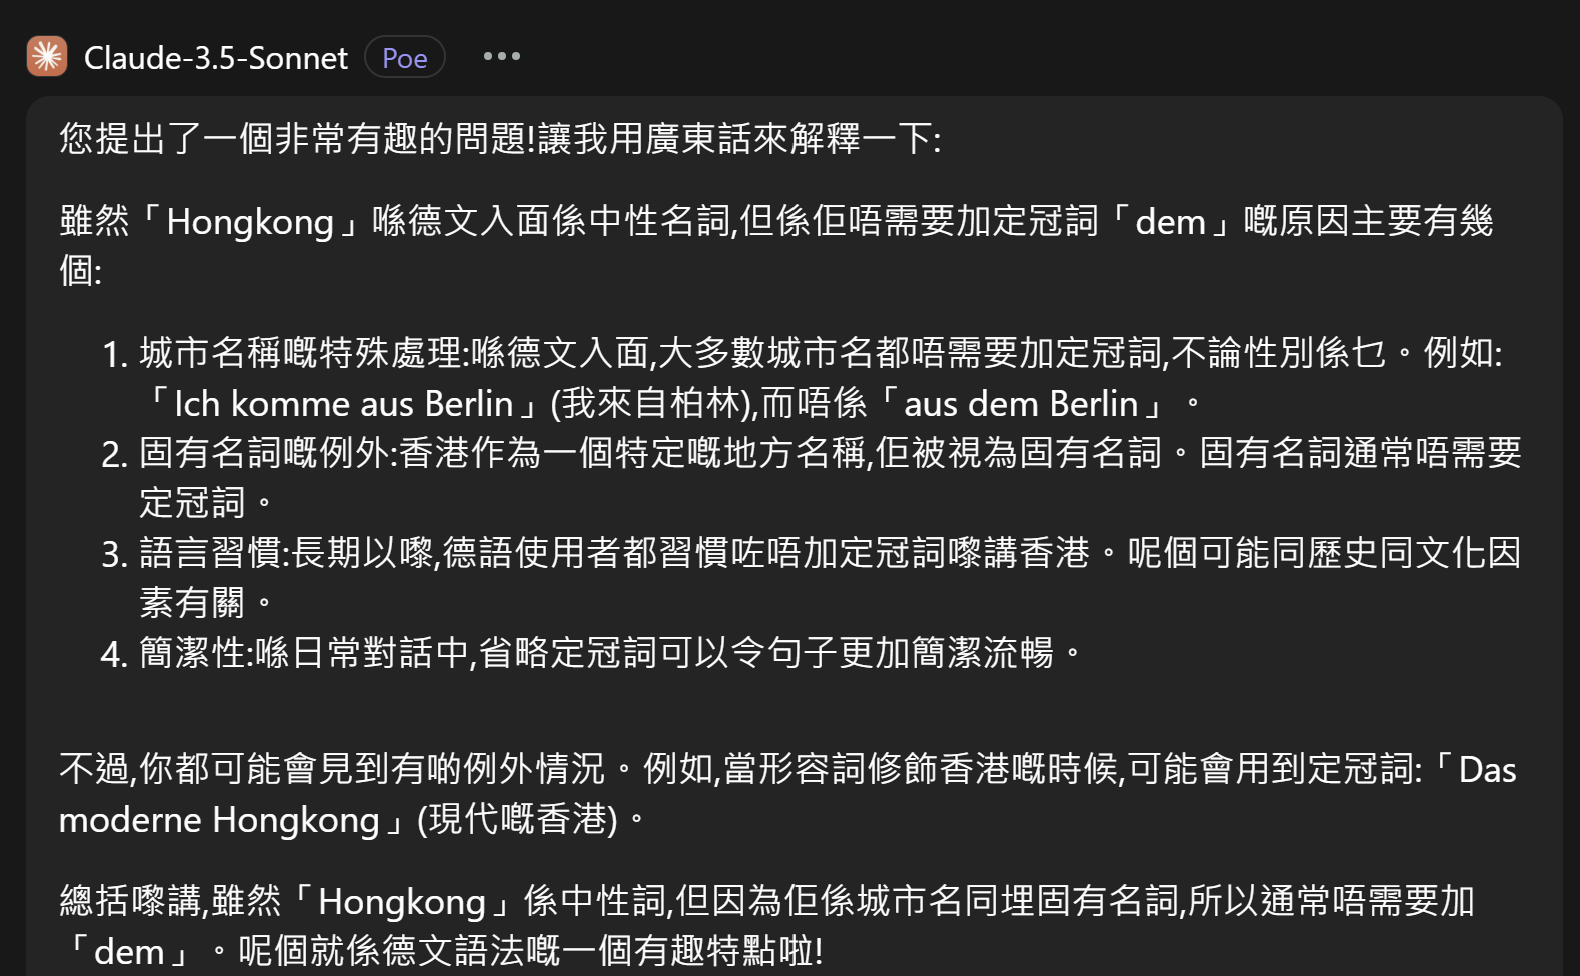 Claude-3.5-Sonnet Poe
您提出了一個非常有趣的問題!讓我用廣東話來解釋一下:
雖然「Hongkong」喺德文入面係中性名詞,但係佢唔需要加定冠詞「dem」嘅原因主要有幾
個:
1. 城市名稱嘅特殊處理:喺德文入面,大多數城市名都唔需要加定冠詞,不論性別係乜。例如:
「Ich komme aus Berlin」(我來自柏林),而唔係「aus dem Berlin」。
2. 固有名詞嘅例外:香港作為一個特定嘅地方名稱,佢被視為固有名詞。固有名詞通常唔需要
定冠詞。
3. 語言習慣:長期以嚟,德語使用者都習慣咗唔加定冠詞嚟講香港。呢個可能同歷史同文化因
素有關。
4. 簡潔性:喺日常對話中,省略定冠詞可以令句子更加簡潔流暢。
不過,你都可能會見到有啲例外情況。例如,當形容詞修飾香港嘅時候,可能會用到定冠詞:「Das
moderne Hongkong」(現代嘅香港)。
總括嚟講,雖然「Hongkong」係中性詞,但因為佢係城市名同埋固有名詞,所以通常唔需要加
「dem」。呢個就係德文語法嘅一個有趣特點啦!